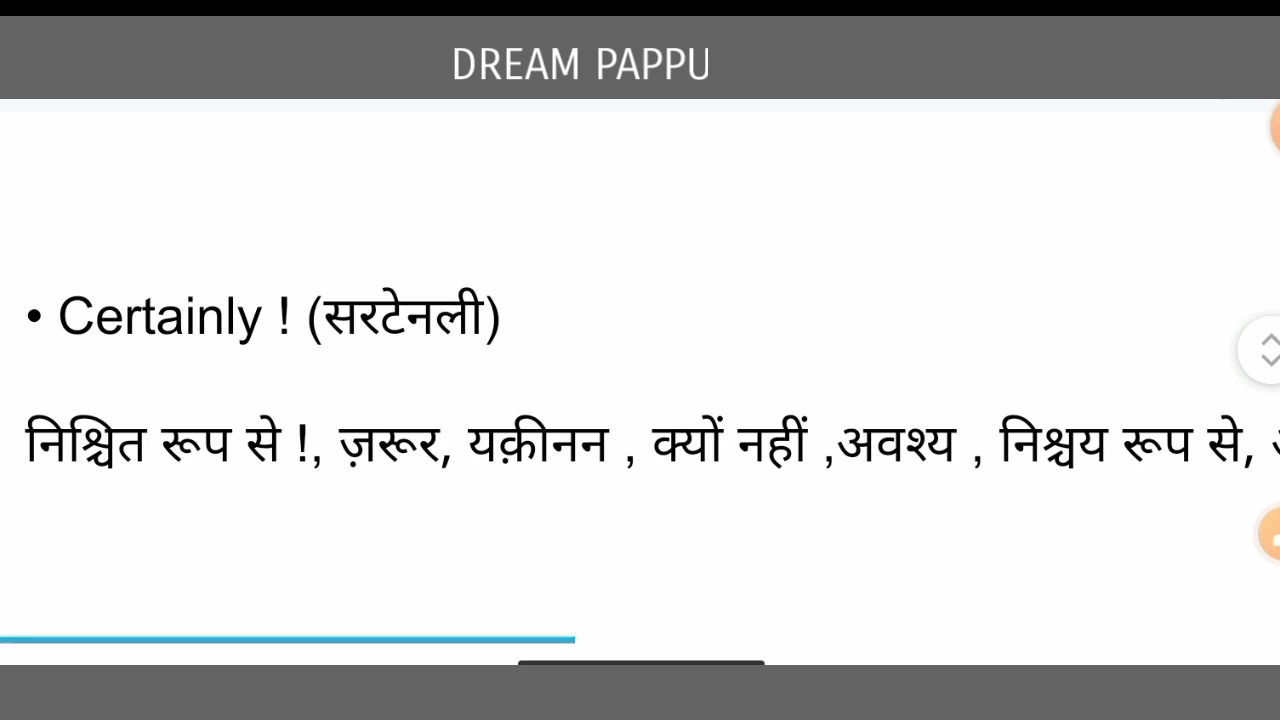 DREAM PAPPU
• Certainly ! (सरटेनली)
निश्चित रूप से !, ज़रूर, यक़ीनन , क्यों नहीं ,अवश्य , निश्चय रूप से,